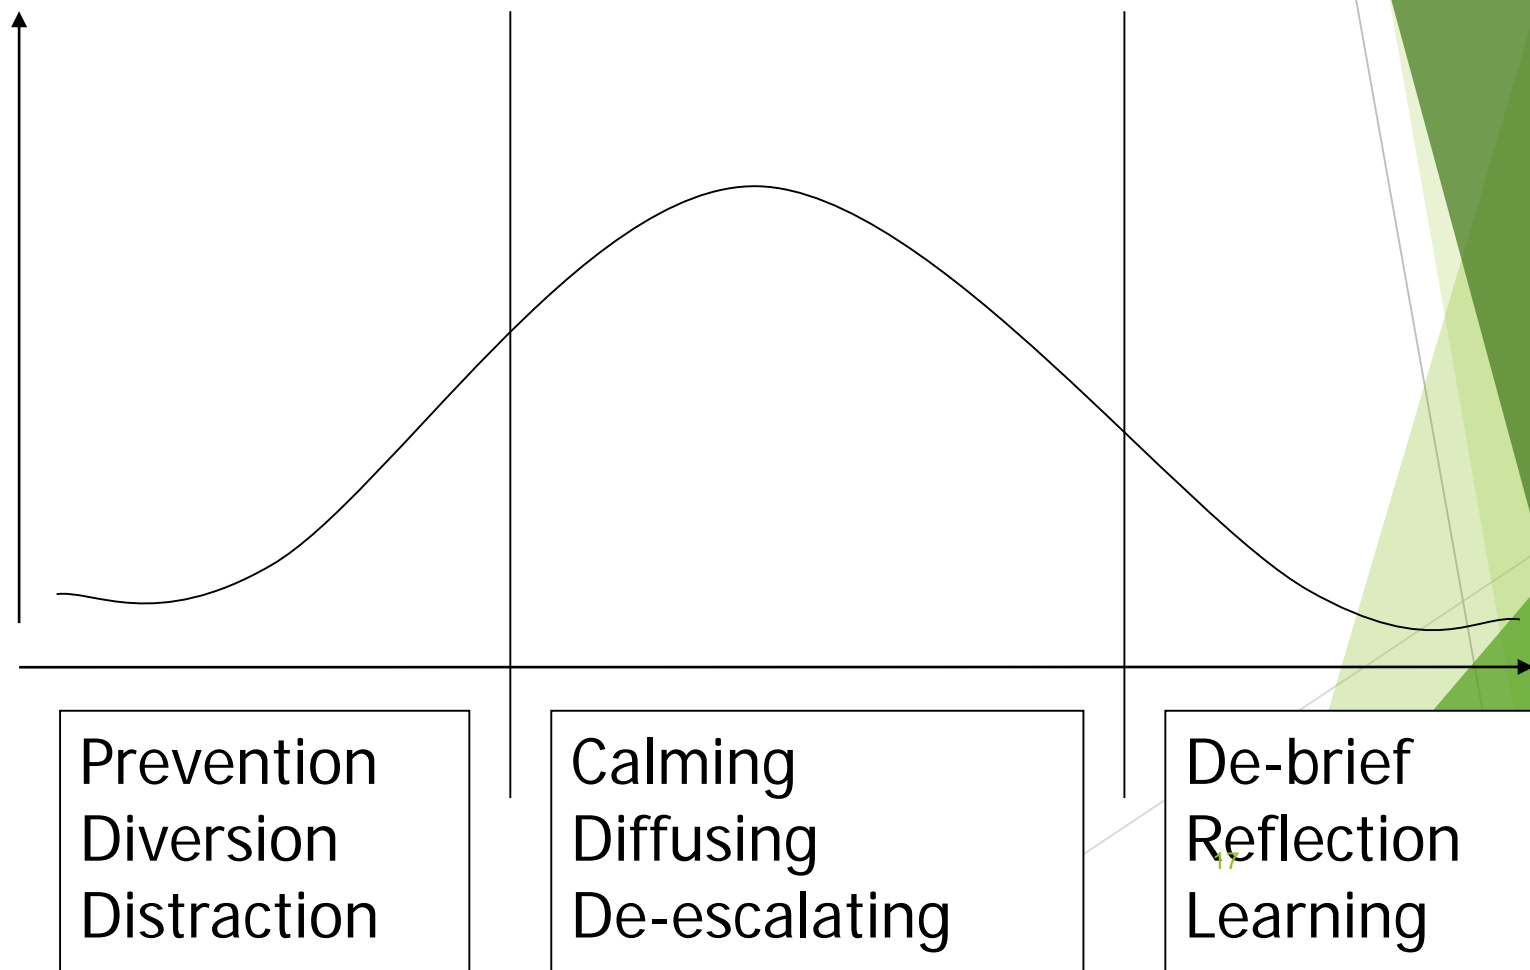 Prevention
Diversion
Distraction
Calming
Diffusing
De-escalating
De-brief
Reflection
Learning
17